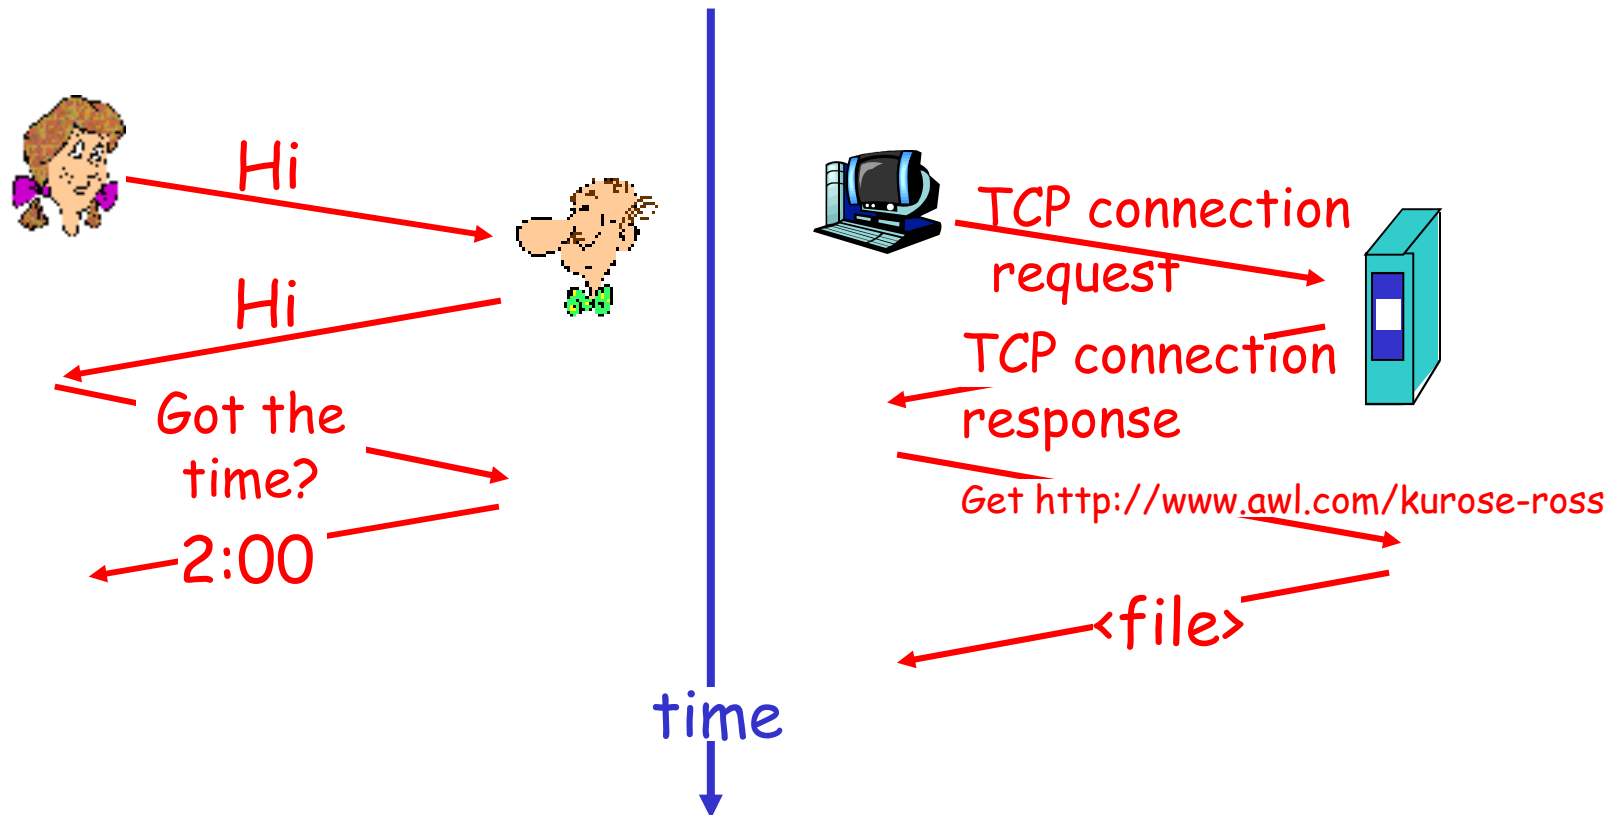 Hi
Hi
Got the
time?
2:00
time
TCP connection
request
TCP connection
response
Get http://www.awl.com/kurose-ross
<file>